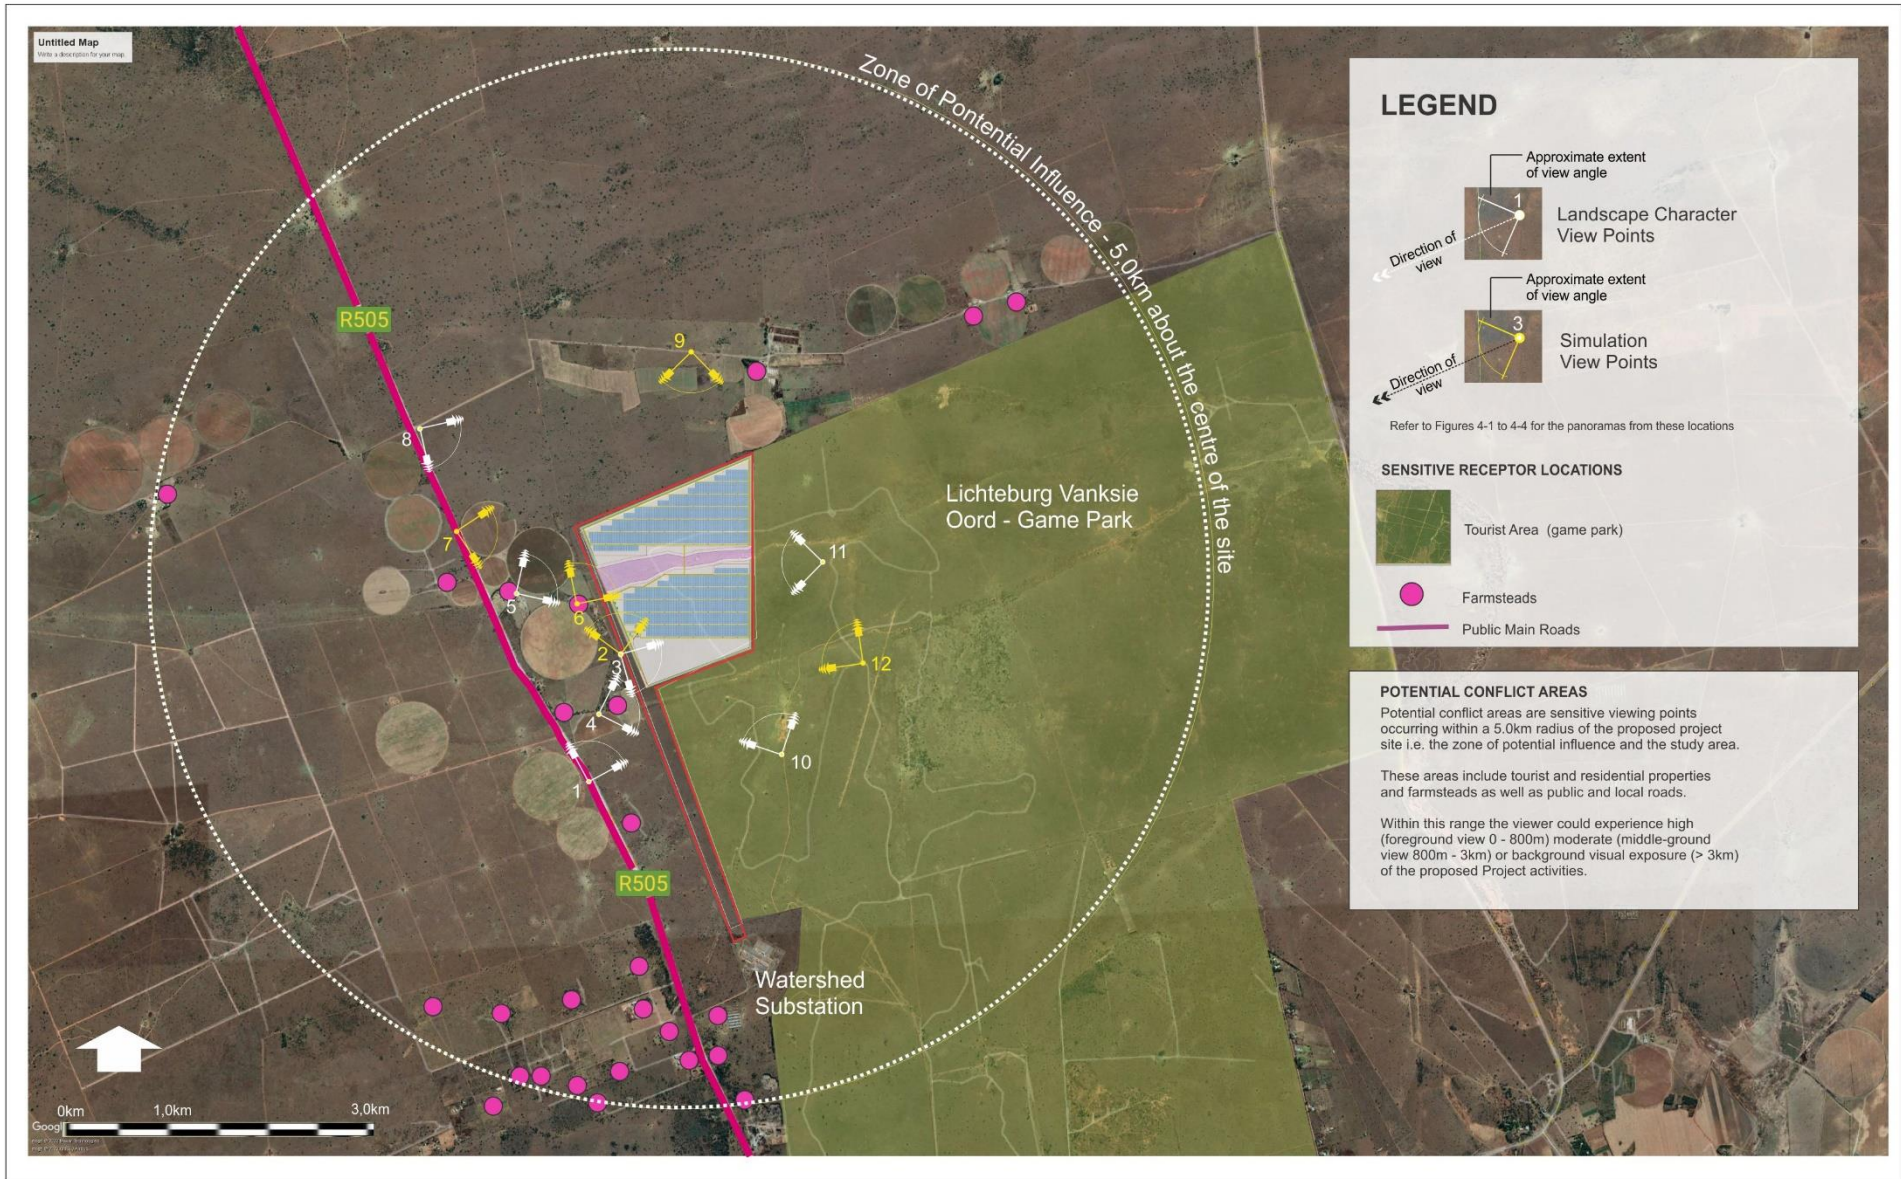 Untitled Map
Write a description for your map.
Zone of Pontential Influence - 5,0km about the centre of the site
R505
9
8
7
5
6
2
3
4
1
11
12
10
Lichteburg Vanksie
Oord - Game Park
R505
Watershed
Substation
0km
1,0km
3,0km
LEGEND
Approximate extent
of view angle
1
Landscape Character
View Points
Direction of
view
Approximate extent
of view angle
3
Simulation
View Points
Direction of
view
Refer to Figures 4-1 to 4-4 for the panoramas from these locations
SENSITIVE RECEPTOR LOCATIONS
Tourist Area (game park)
Farmsteads
Public Main Roads
POTENTIAL CONFLICT AREAS
Potential conflict areas are sensitive viewing points
occurring within a 5.0km radius of the proposed project
site i.e. the zone of potential influence and the study area.
These areas include tourist and residential properties
and farmsteads as well as public and local roads.
Within this range the viewer could experience high
(foreground view 0 - 800m) moderate (middle-ground
view 800m - 3km) or background visual exposure (> 3km)
of the proposed Project activities.